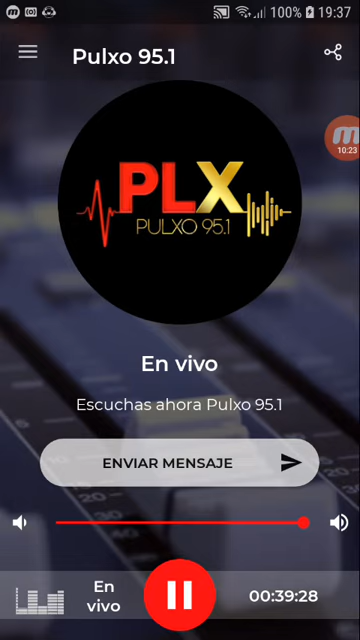 100% 19:37
Pulxo 95.1
10:23
PLX
PULXO 95.1
En vivo
Escuchas ahora Pulxo 95.1
ENVIAR MENSAJE
En
vivo
00:39:28